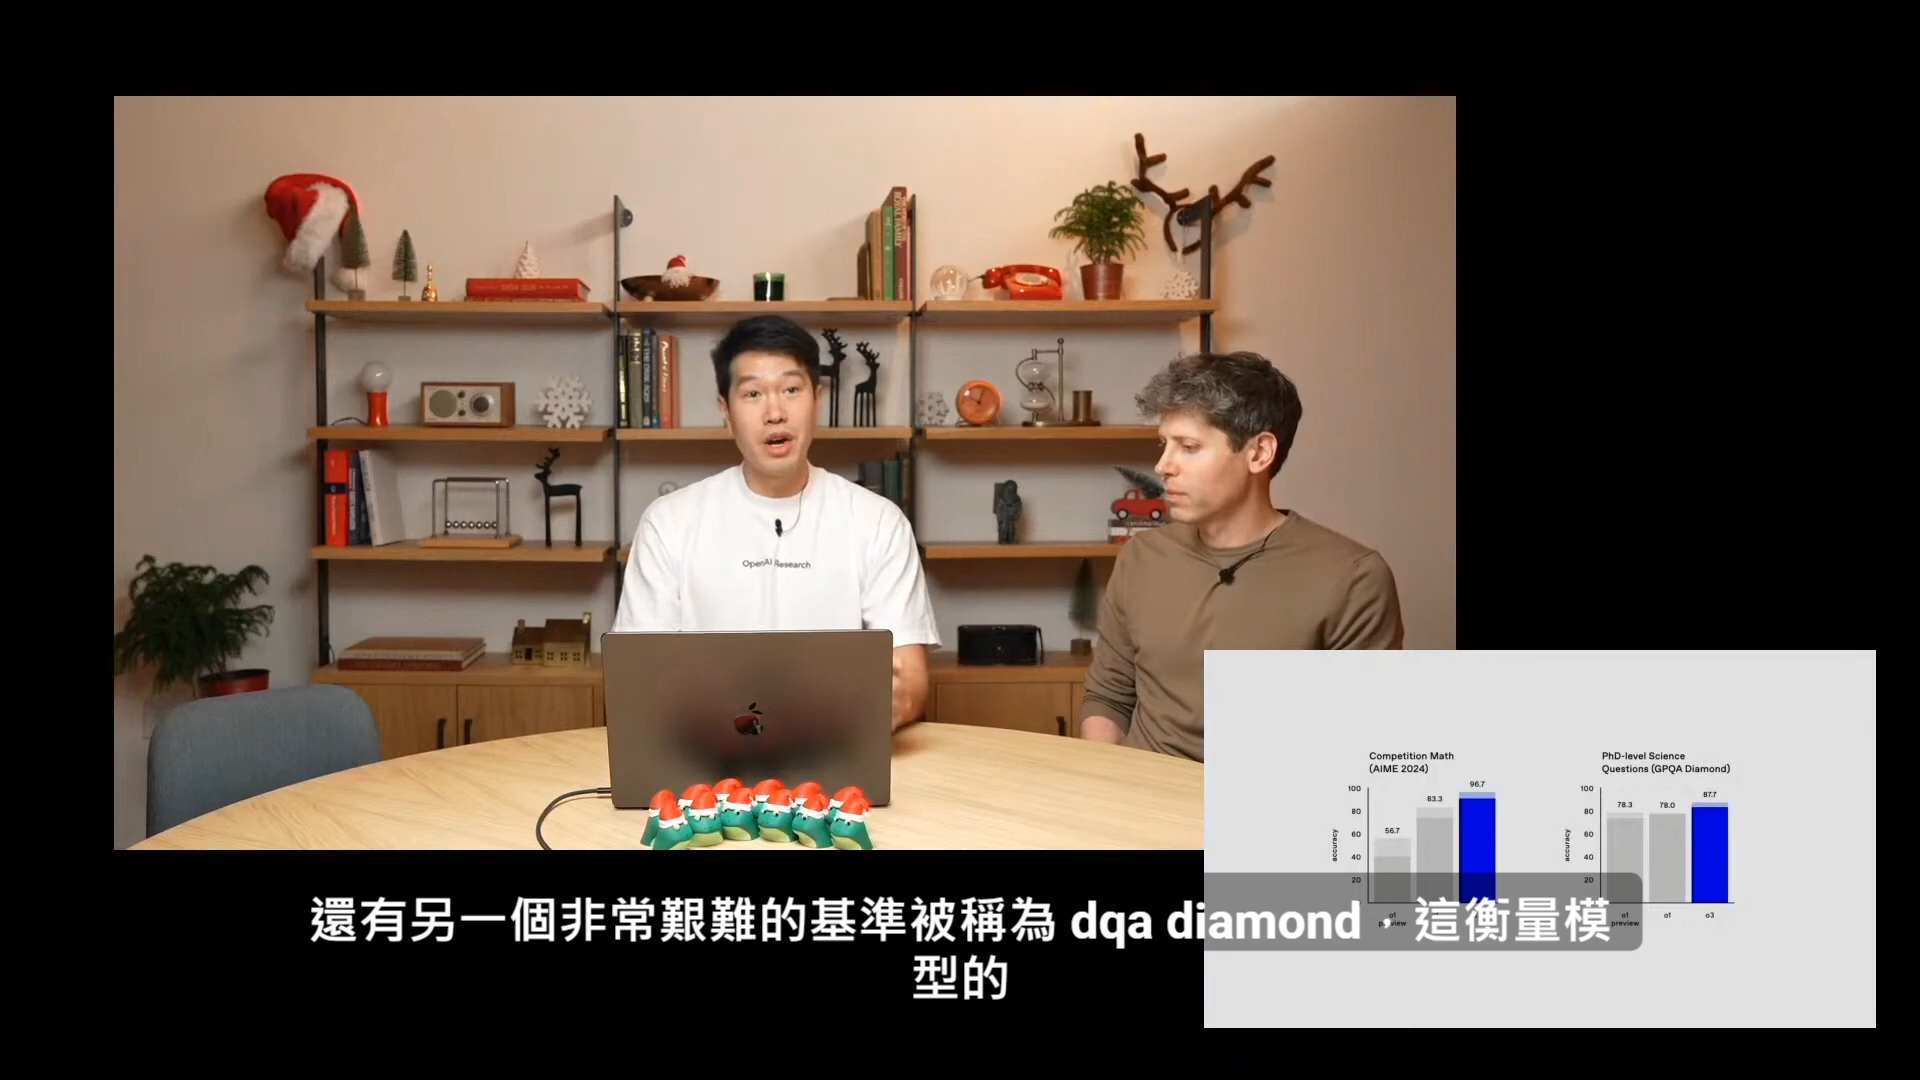 OpenAI Research
Competition Math
(AIME 2024)
accuracy
100
80
60
40
20
56.7
83.3
96.7
o1
preview
PhD-level Science
Questions (GPQA Diamond)
accuracy
100
80
60
40
20
78.3
78.0
87.7
o1
preview
o1
o3
還有另一個非常艱難的基準被稱為 dqa diamond,這衡量模
型的